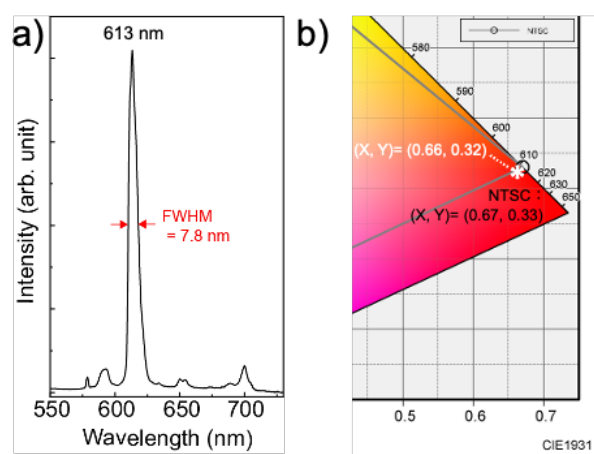 a)
613 nm
FWHM
= 7.8 nm
Intensity (arb. unit)
550
600
650
700
Wavelength (nm)
b)
NTSC
580
590
600
610
620
630
650
(X, Y)= (0.66, 0.32)
NTSC :
(X, Y)= (0.67, 0.33)
0.5
0.6
0.7
CIE1931